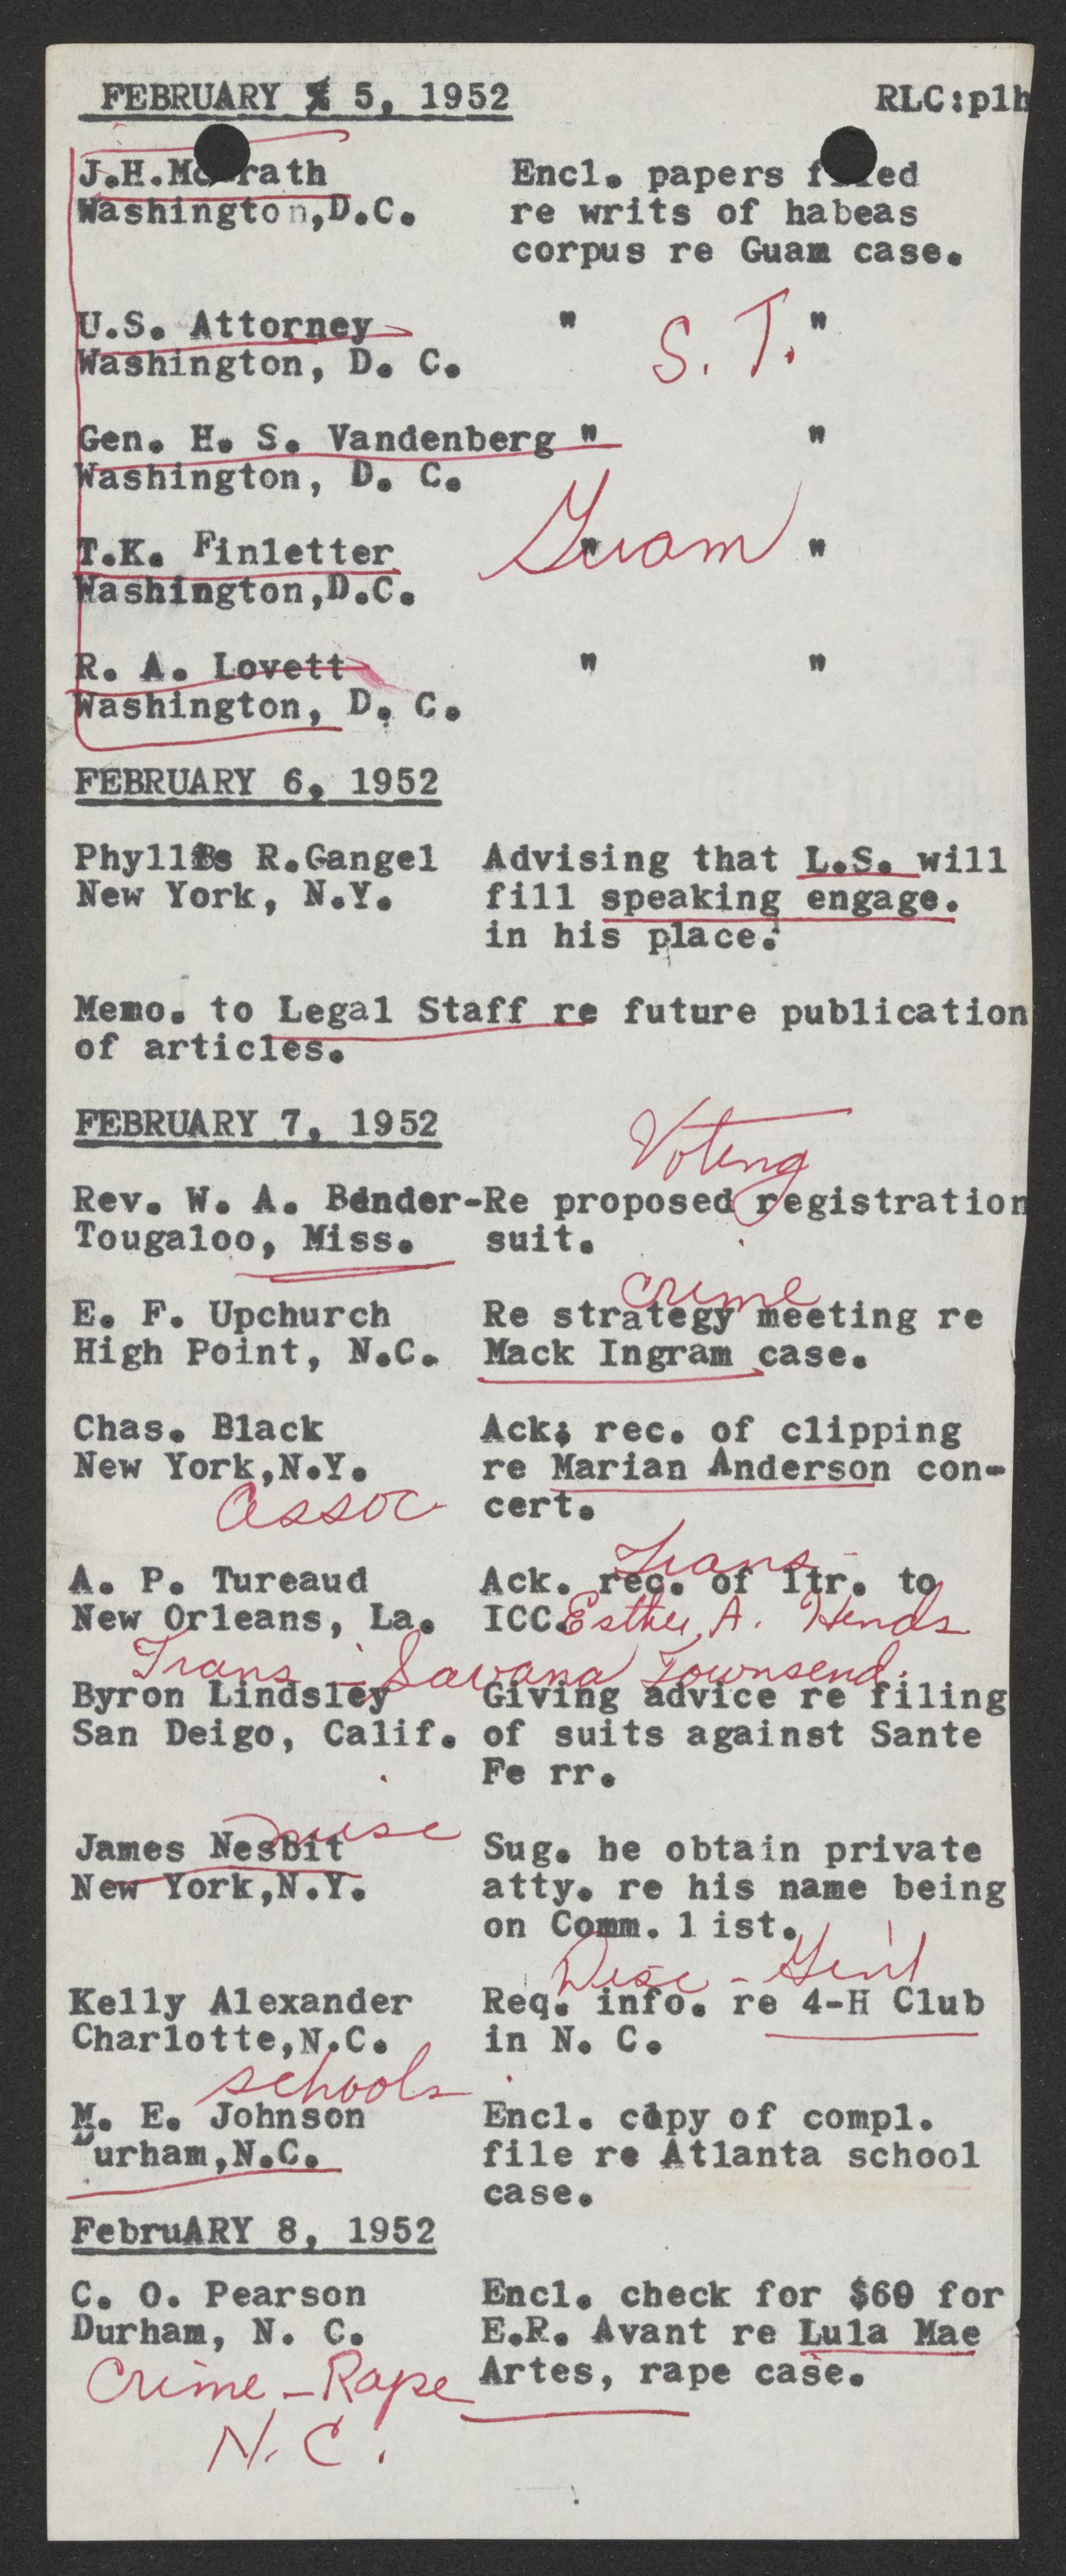 FEBRUARY 5, 1952 RLC:plh
J.H.McGrath Encl. papers filed
Washington,D.C. re writs of habeas
corpus re Guam case.
U.S. Attorney " S. T. "
Washington, D. C.
Gen. H. S. Vandenberg " "
Washington, D. C.
Guam
T.K. Finletter " "
Washington,D.C.
R. A. Lovett " "
Washington, D. C.
FEBRUARY 6, 1952
Phyllis R.Gangel Advising that L.S. will
New York, N.Y. fill speaking engage.
in his place.
Memo. to Legal Staff re future publication
of articles.
FEBRUARY 7, 1952
Voting
Rev. W. A. Bender-Re proposed registration
Tougaloo, Miss. suit.
crime
E. F. Upchurch Re strategy meeting re
High Point, N.C. Mack Ingram case.
Chas. Black Ack; rec. of clipping
New York,N.Y. re Marian Anderson con-
assoc cert.
Trans -
A. P. Tureaud Ack. rec. of ltr. to
New Orleans, La. ICC. Esther A. Hinds
Trans - Savana Townsend.
Byron Lindsley Giving advice re filing
San Deigo, Calif. of suits against Sante
Fe rr.
misc
James Nesbit Sug. he obtain private
New York,N.Y. atty. re his name being
on Comm. list.
Disc - Gen'l
Kelly Alexander Req. info. re 4-H Club
Charlotte,N.C. in N. C.
schools
M. E. Johnson Encl. copy of compl.
Durham,N.C. file re Atlanta school
case.
FebruARY 8, 1952
C. O. Pearson Encl. check for $60 for
Durham, N. C. E.R. Avant re Lula Mae
Crime - Rape Artes, rape case.
N. C.